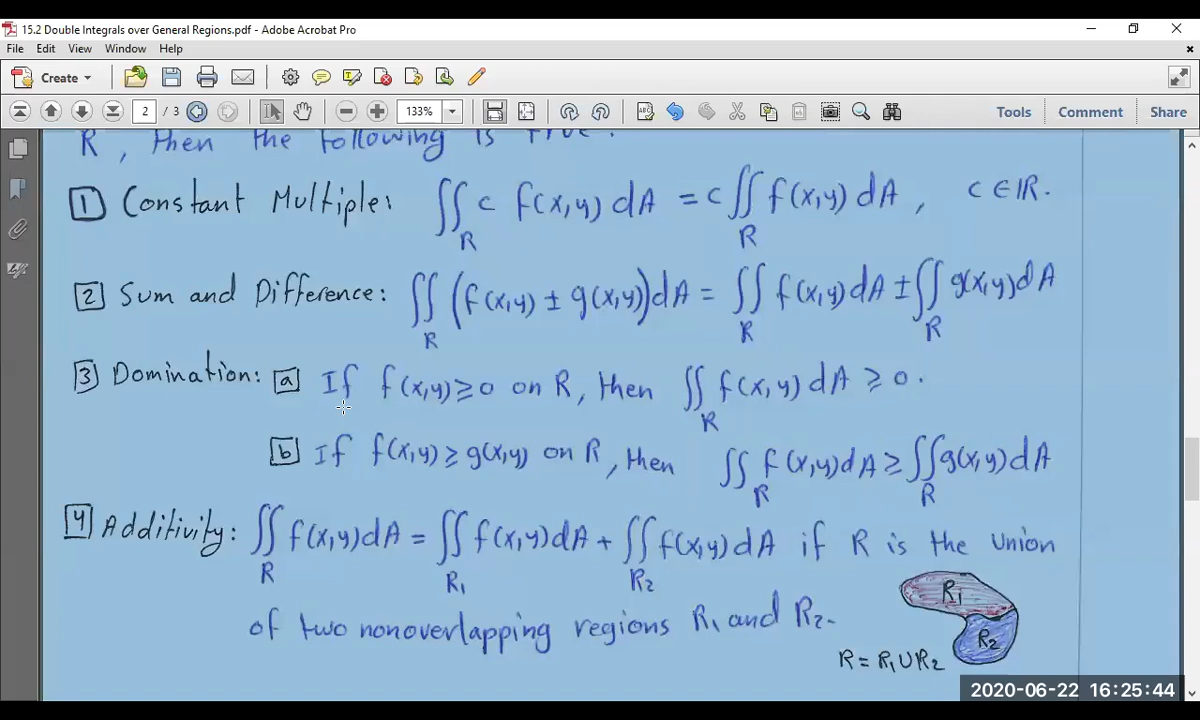 15.2 Double Integrals over General Regions.pdf - Adobe Acrobat Pro
File Edit View Window Help
Create
2 / 3 133% Tools Comment Share
R, then the following is true:
1 Constant Multiple: ∬_R c f(x,y) dA = c ∬_R f(x,y) dA, c ∈ ℝ.
2 Sum and Difference: ∬_R (f(x,y) ± g(x,y)) dA = ∬_R f(x,y) dA ± ∬_R g(x,y) dA
3 Domination: a If f(x,y) ≥ 0 on R, then ∬_R f(x,y) dA ≥ 0.
b If f(x,y) ≥ g(x,y) on R, then ∬_R f(x,y) dA ≥ ∬_R g(x,y) dA
4 Additivity: ∬_R f(x,y) dA = ∬_R₁ f(x,y) dA + ∬_R₂ f(x,y) dA if R is the union
of two nonoverlapping regions R₁ and R₂.
R₁
R₂
R = R₁ ∪ R₂
2020-06-22 16:25:44